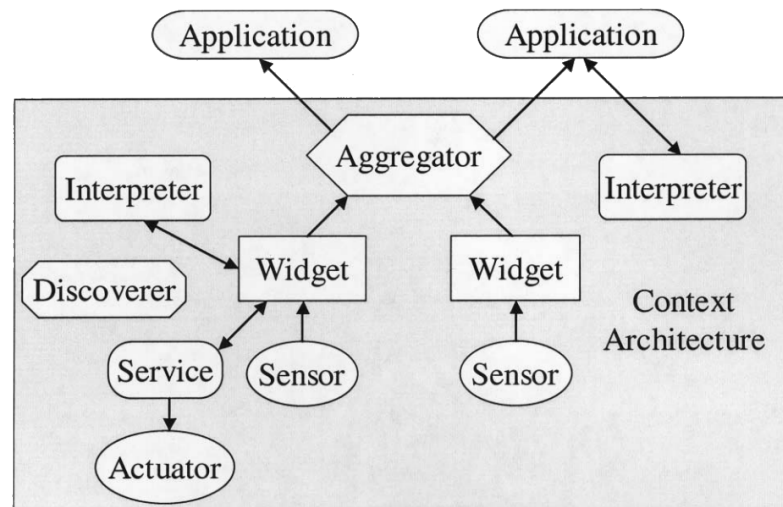 Application
Application
Aggregator
Interpreter
Interpreter
Widget
Widget
Discoverer
Context
Architecture
Service
Sensor
Sensor
Actuator